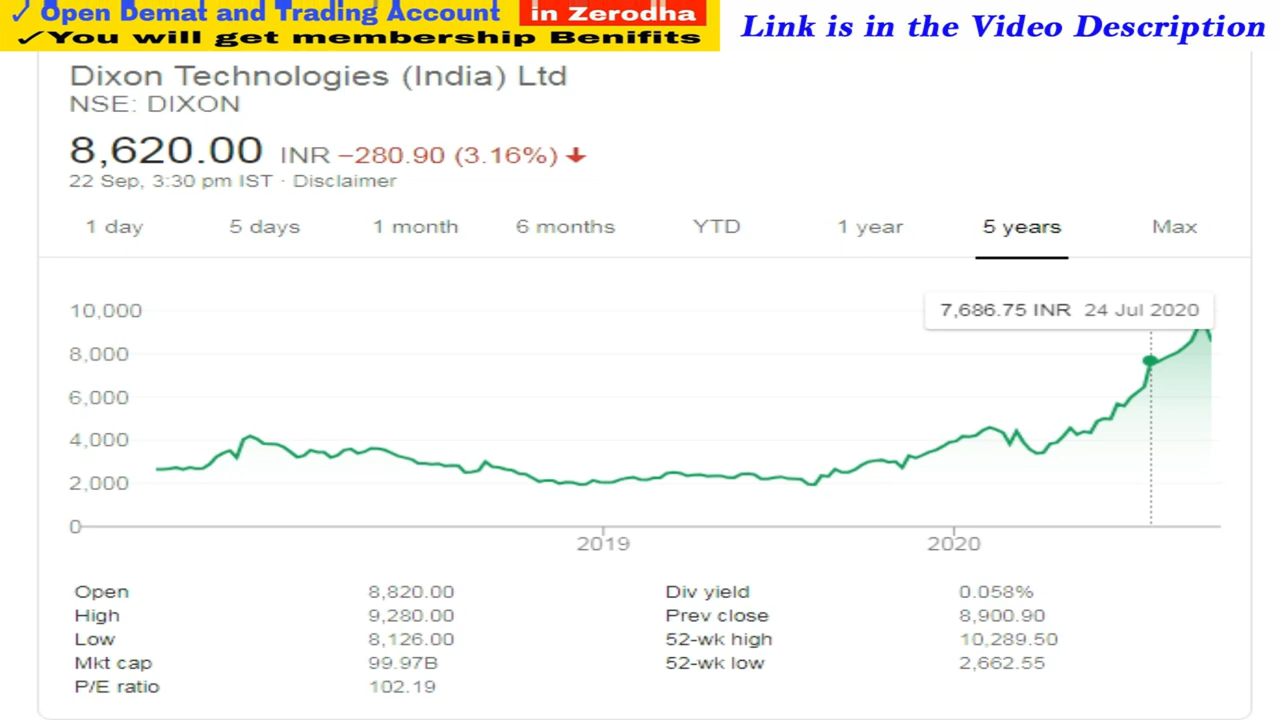 ✓ Open Demat and Trading Account in Zerodha
✓You will get membership Benifits
Link is in the Video Description
Dixon Technologies (India) Ltd
NSE: DIXON
8,620.00 INR −280.90 (3.16%) ↓
22 Sep, 3:30 pm IST · Disclaimer
1 day 5 days 1 month 6 months YTD 1 year 5 years Max
7,686.75 INR 24 Jul 2020
10,000
8,000
6,000
4,000
2,000
0
2019 2020
Open 8,820.00 Div yield 0.058%
High 9,280.00 Prev close 8,900.90
Low 8,126.00 52-wk high 10,289.50
Mkt cap 99.97B 52-wk low 2,662.55
P/E ratio 102.19